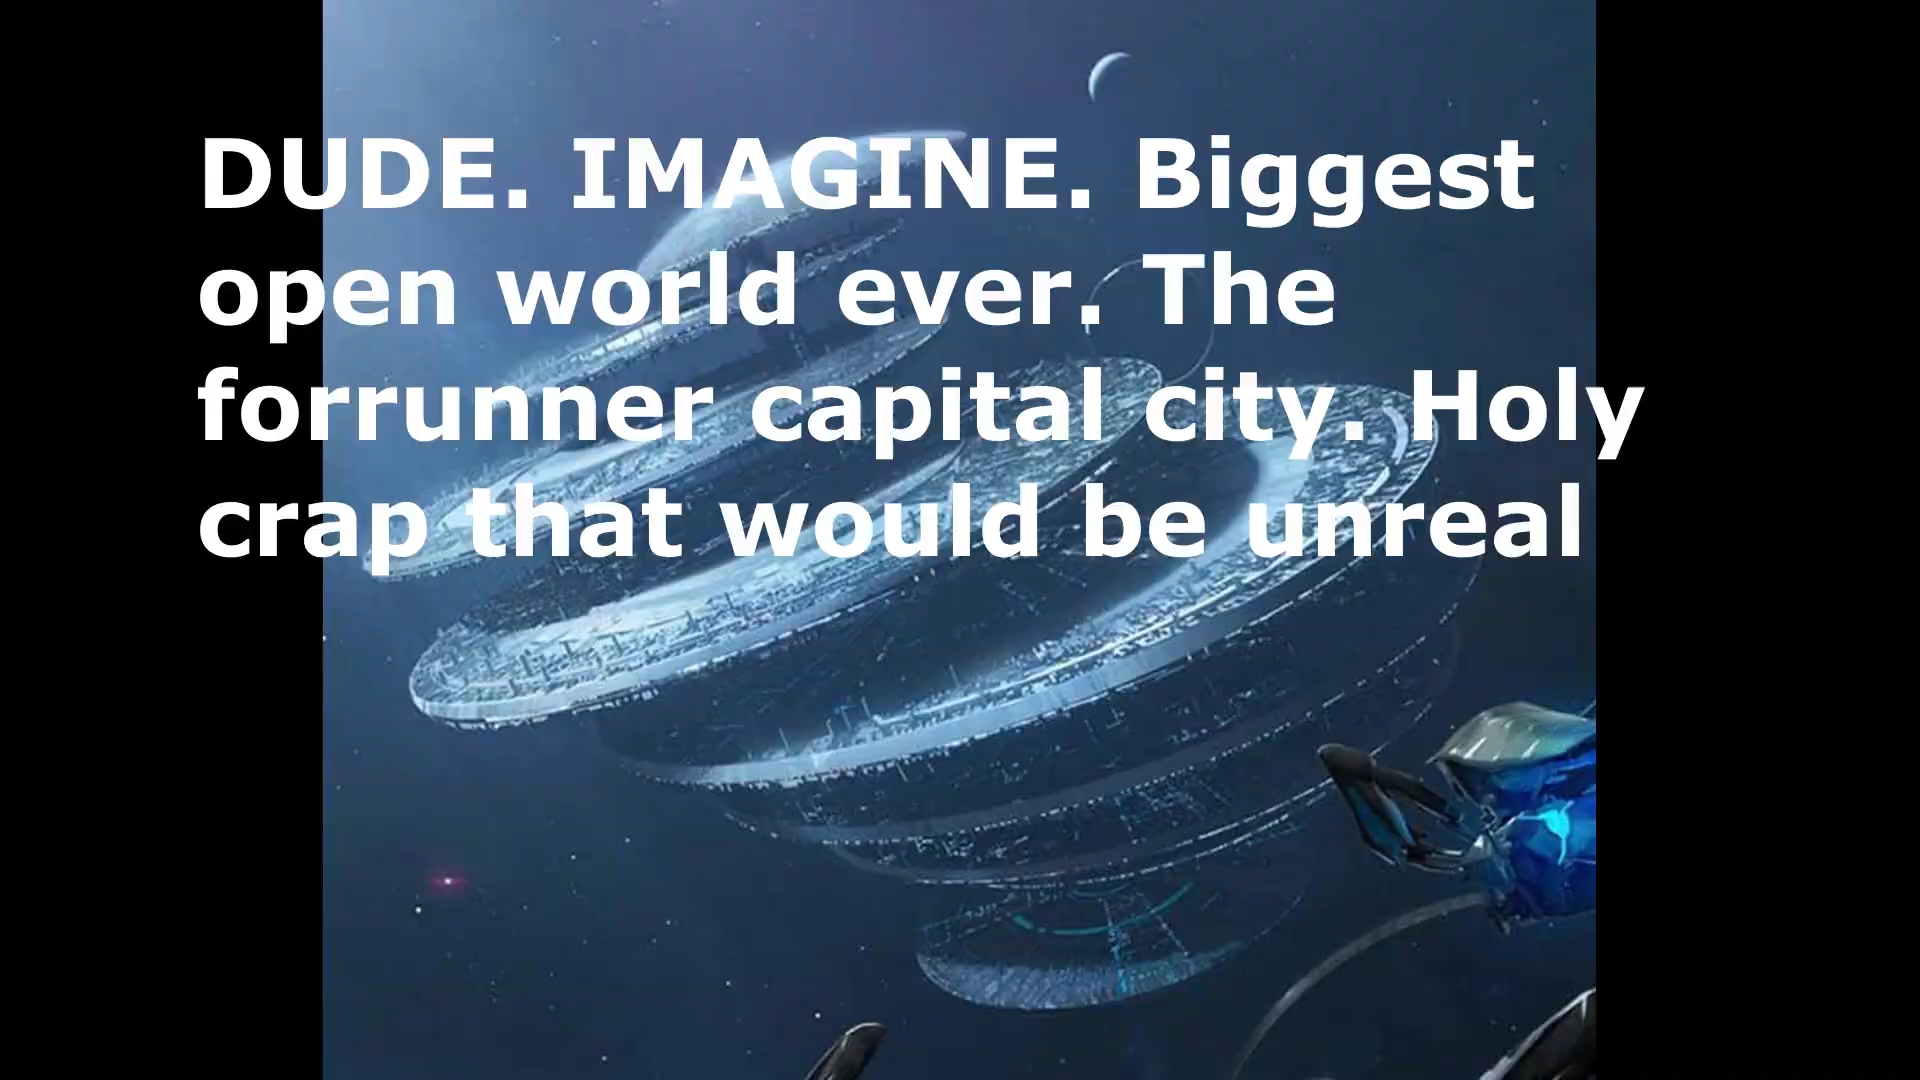 DUDE. IMAGINE. Biggest
open world ever. The
forrunner capital city. Holy
crap that would be unreal